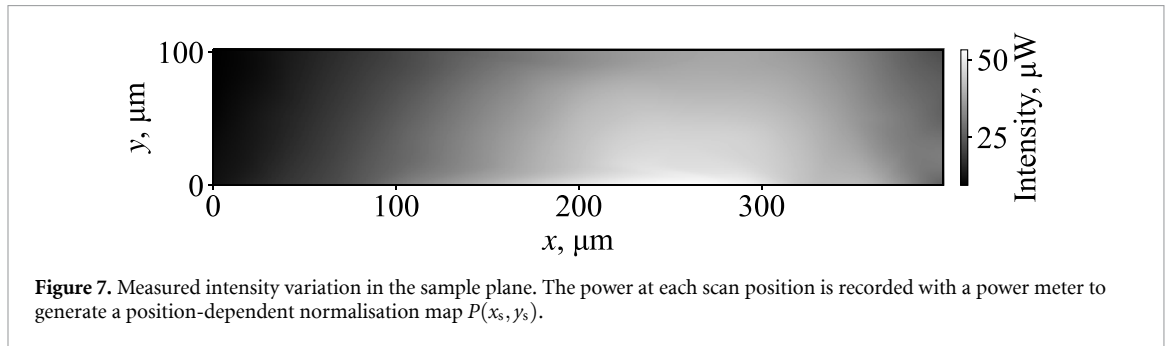 100
y, µm
0
0 100 200 300
x, µm
50
25
Intensity, µW
Figure 7. Measured intensity variation in the sample plane. The power at each scan position is recorded with a power meter to
generate a position-dependent normalisation map P(xs,ys).